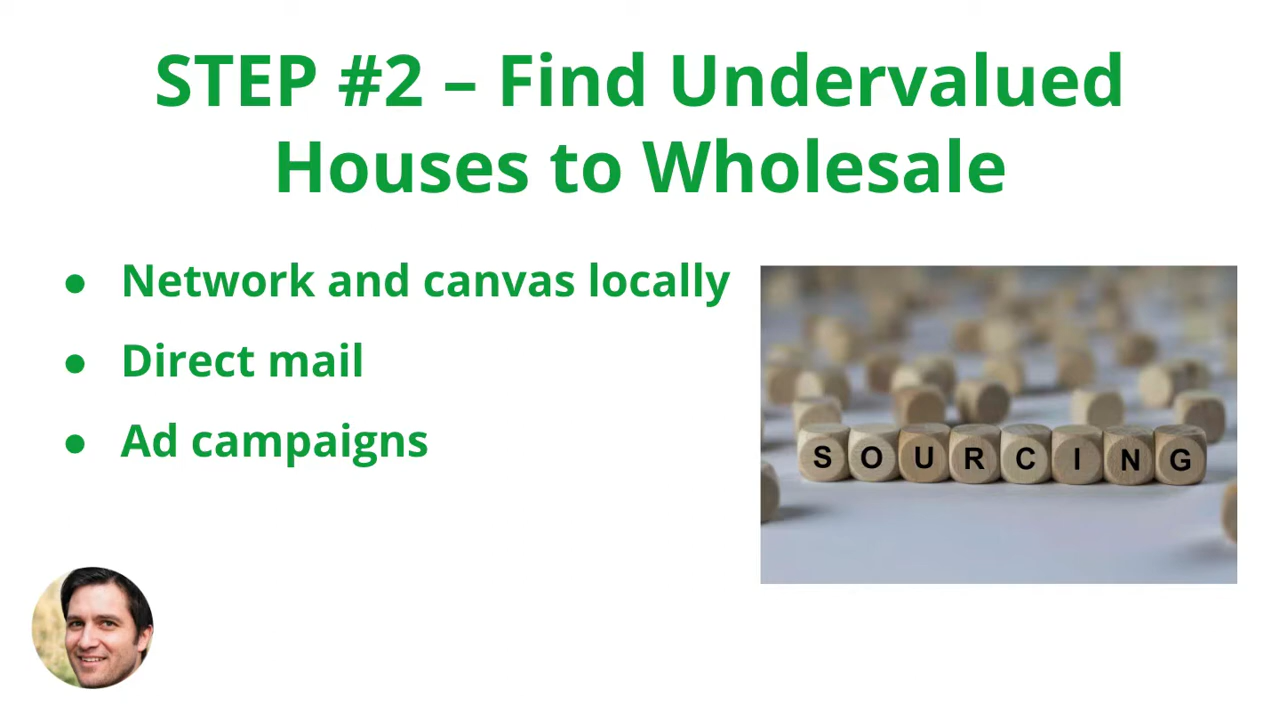 STEP #2 – Find Undervalued
Houses to Wholesale
● Network and canvas locally
● Direct mail
● Ad campaigns
SOURCING